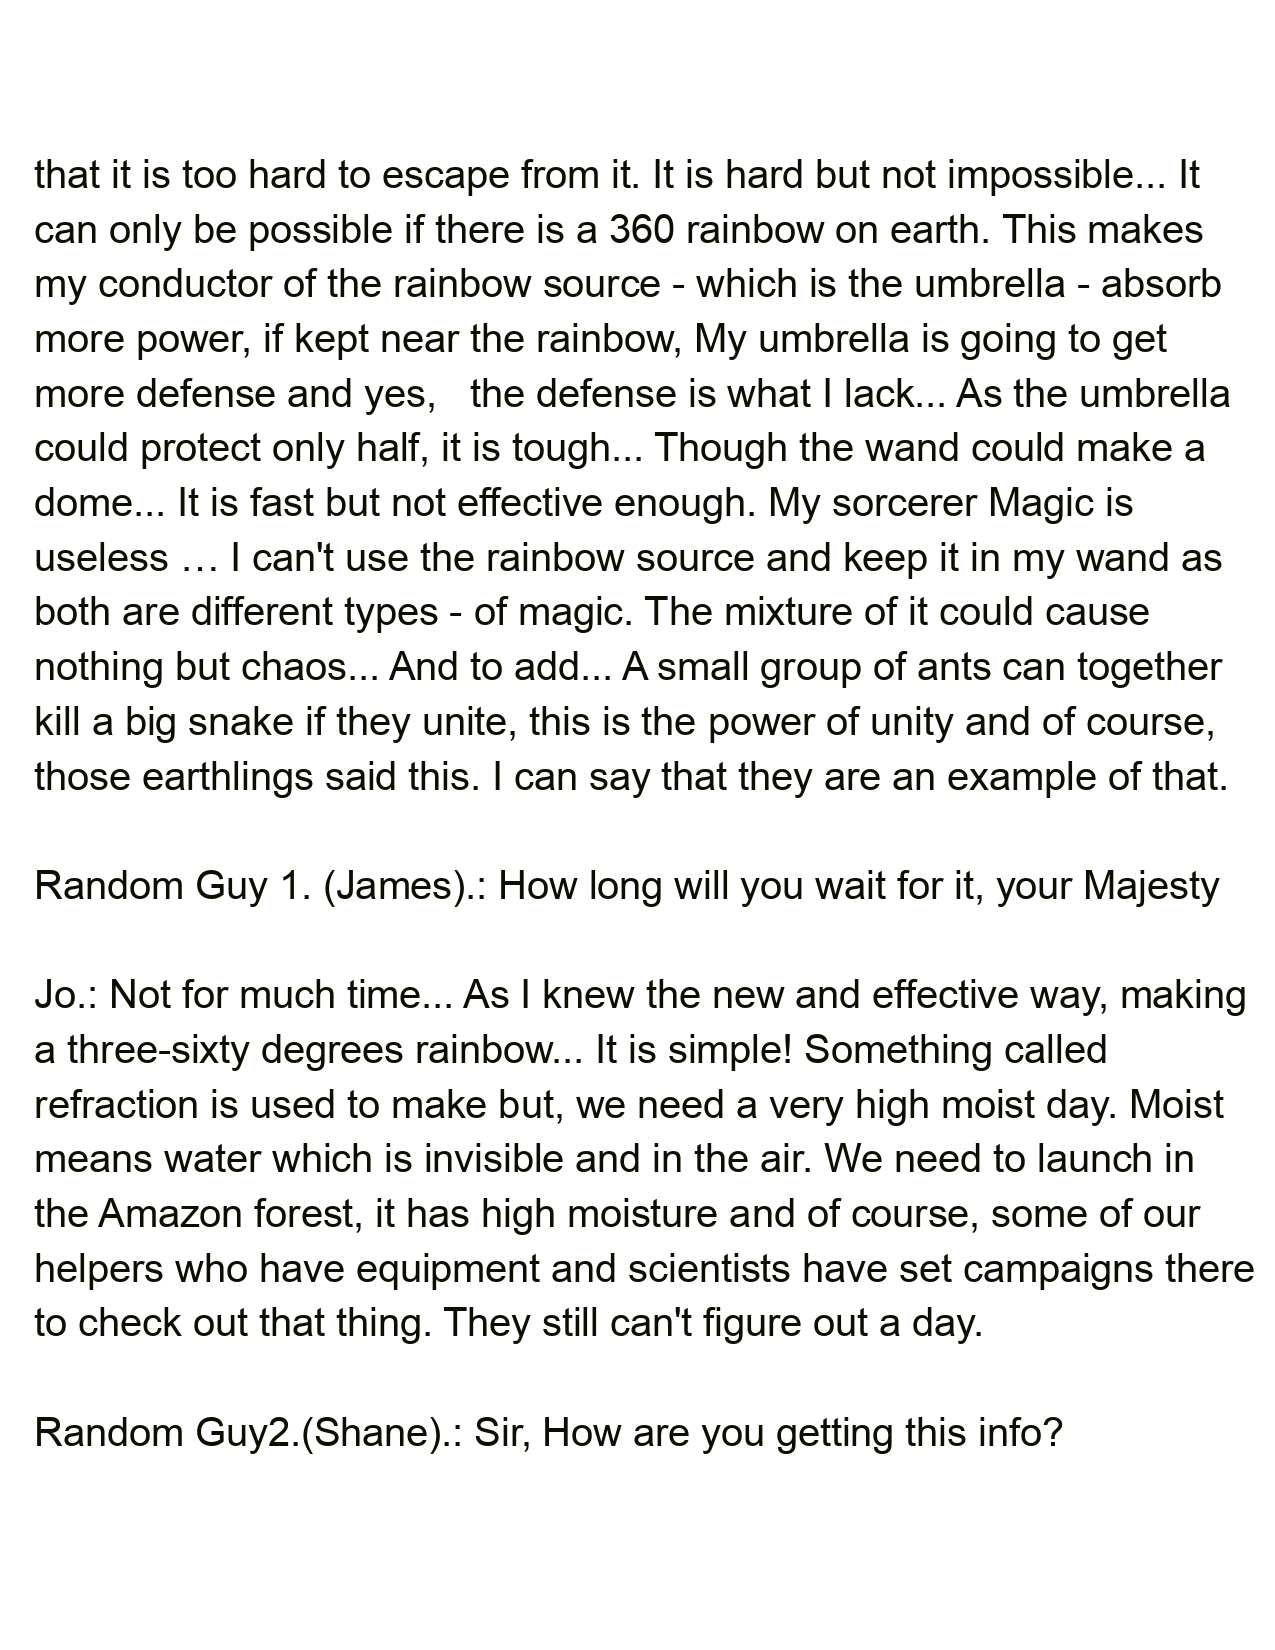 that it is too hard to escape from it. It is hard but not impossible... It
can only be possible if there is a 360 rainbow on earth. This makes
my conductor of the rainbow source - which is the umbrella - absorb
more power, if kept near the rainbow, My umbrella is going to get
more defense and yes,   the defense is what I lack... As the umbrella
could protect only half, it is tough... Though the wand could make a
dome... It is fast but not effective enough. My sorcerer Magic is
useless … I can't use the rainbow source and keep it in my wand as
both are different types - of magic. The mixture of it could cause
nothing but chaos... And to add... A small group of ants can together
kill a big snake if they unite, this is the power of unity and of course,
those earthlings said this. I can say that they are an example of that.
Random Guy 1. (James).: How long will you wait for it, your Majesty
Jo.: Not for much time... As I knew the new and effective way, making
a three-sixty degrees rainbow... It is simple! Something called
refraction is used to make but, we need a very high moist day. Moist
means water which is invisible and in the air. We need to launch in
the Amazon forest, it has high moisture and of course, some of our
helpers who have equipment and scientists have set campaigns there
to check out that thing. They still can't figure out a day.
Random Guy2.(Shane).: Sir, How are you getting this info?